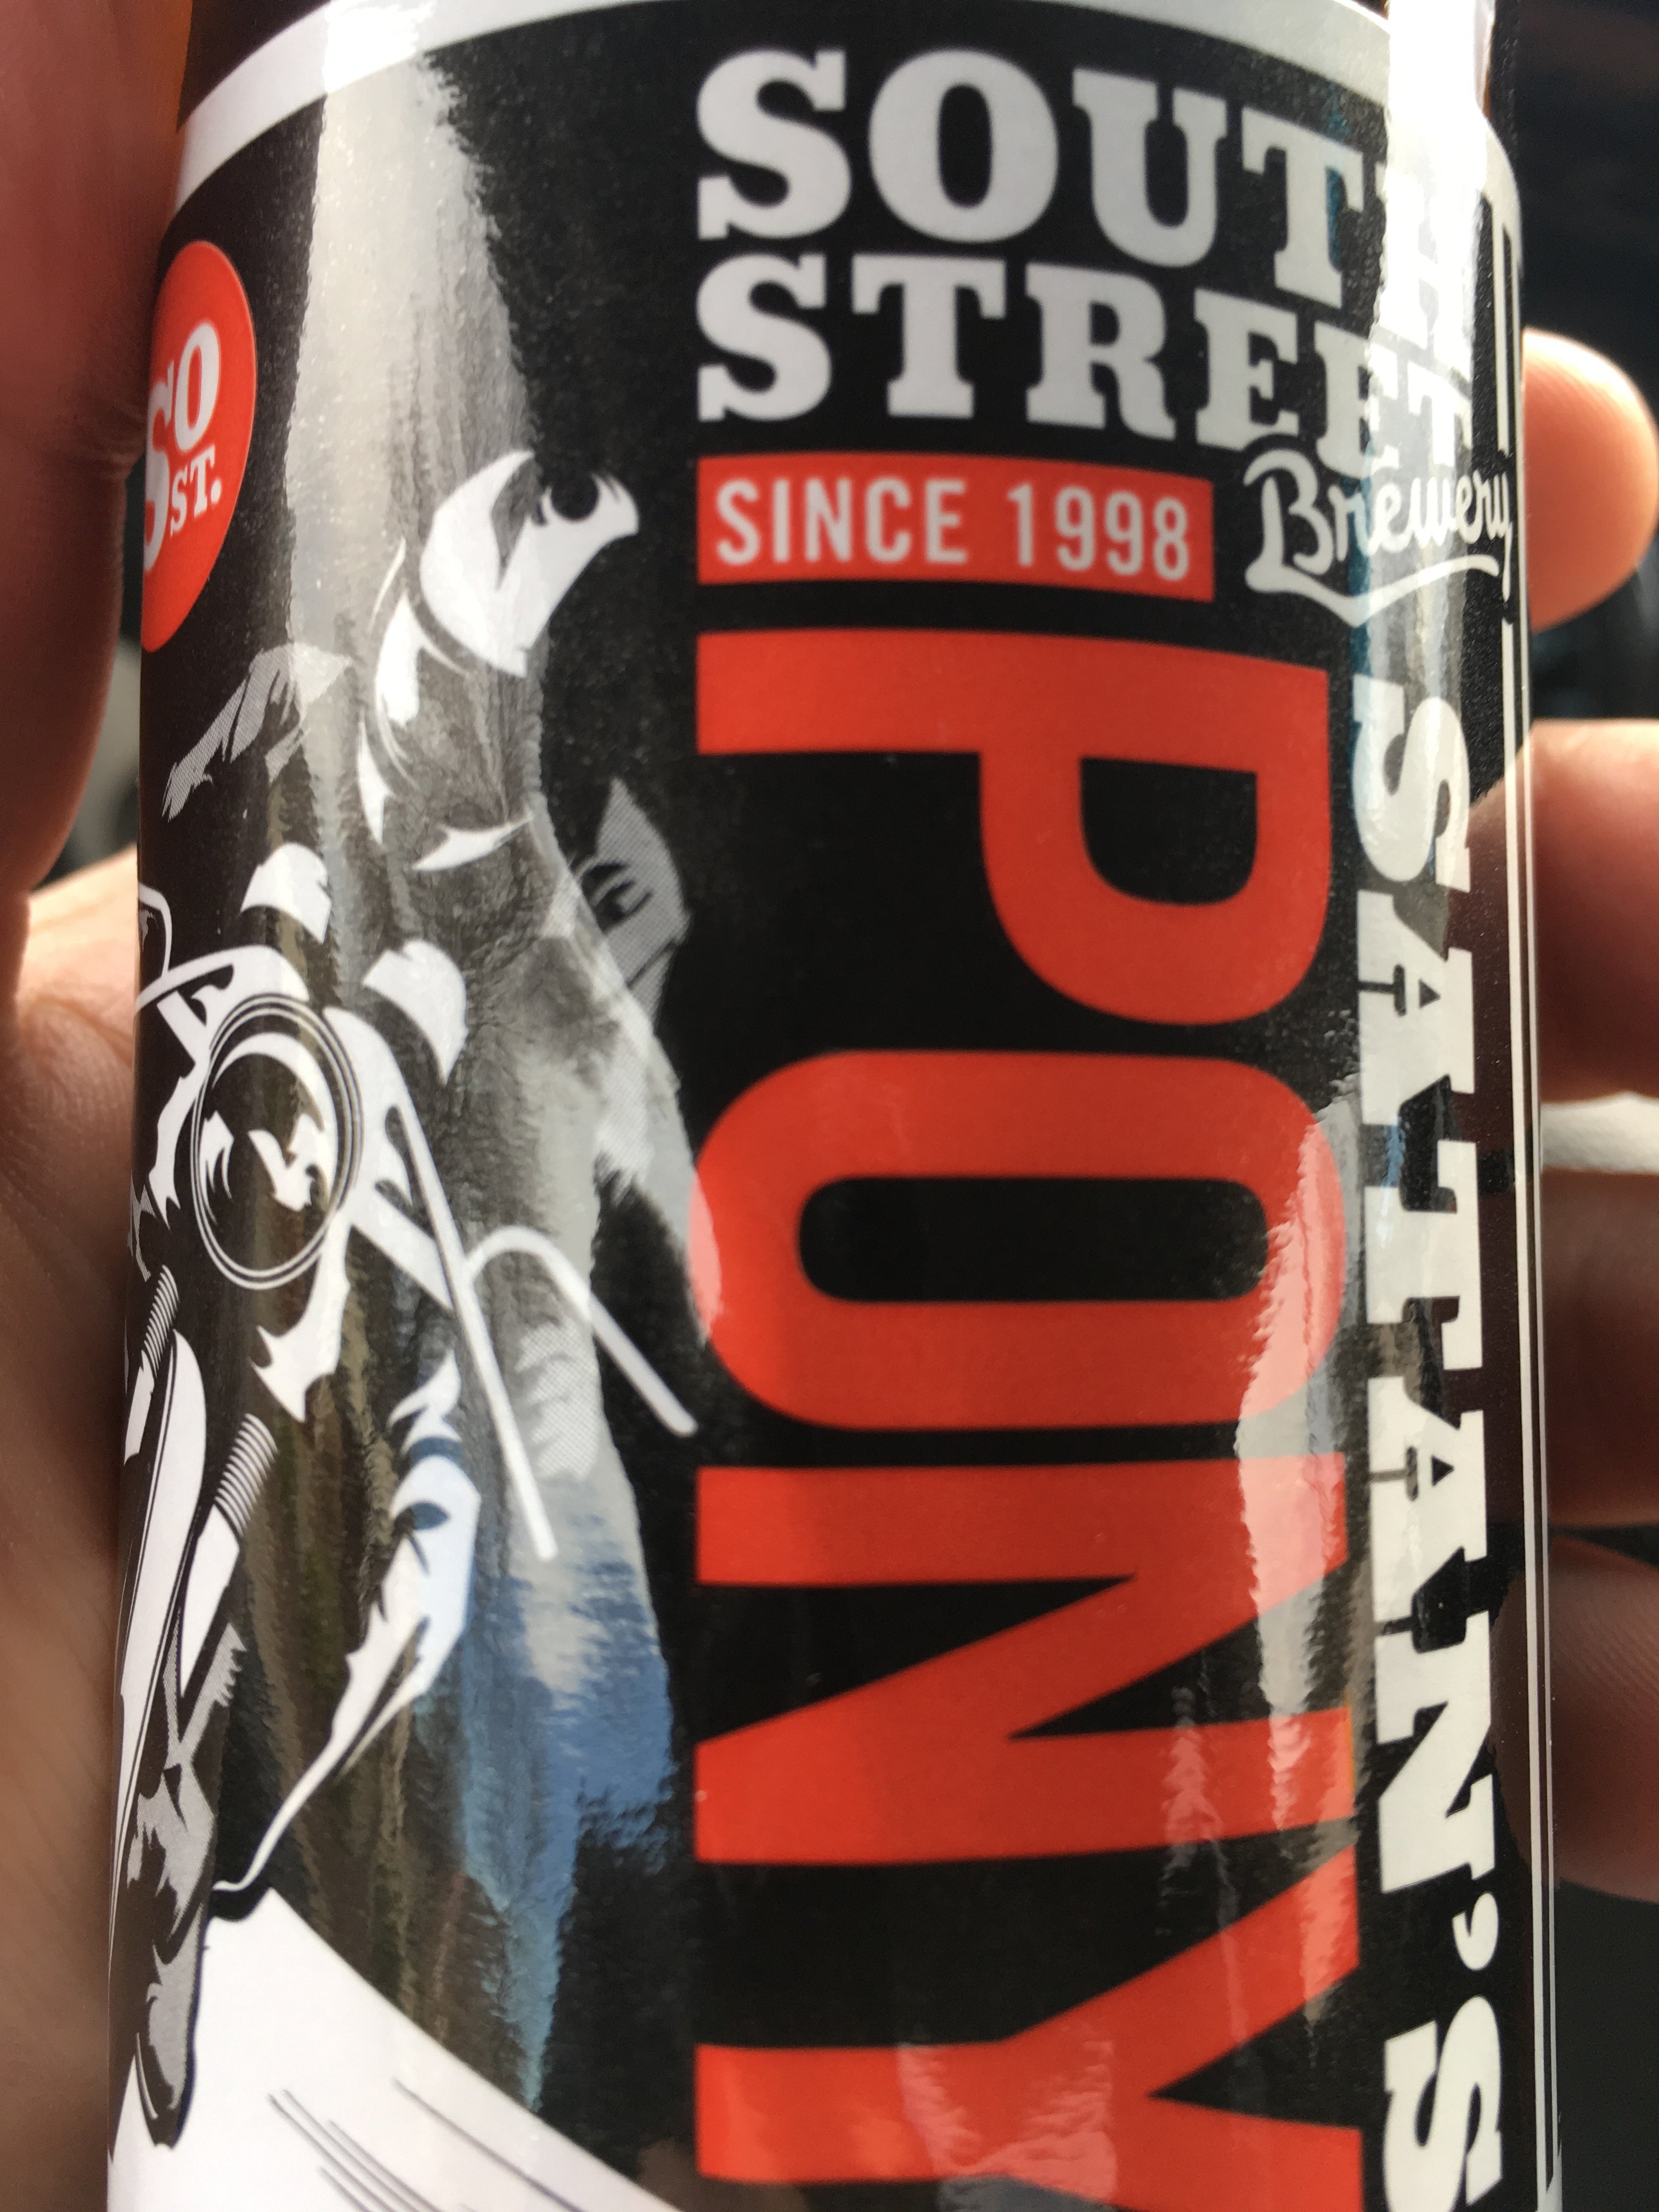 SOUTH
STREET
Brewery
SINCE 1998
SATAN'S
PONY
SO
ST.